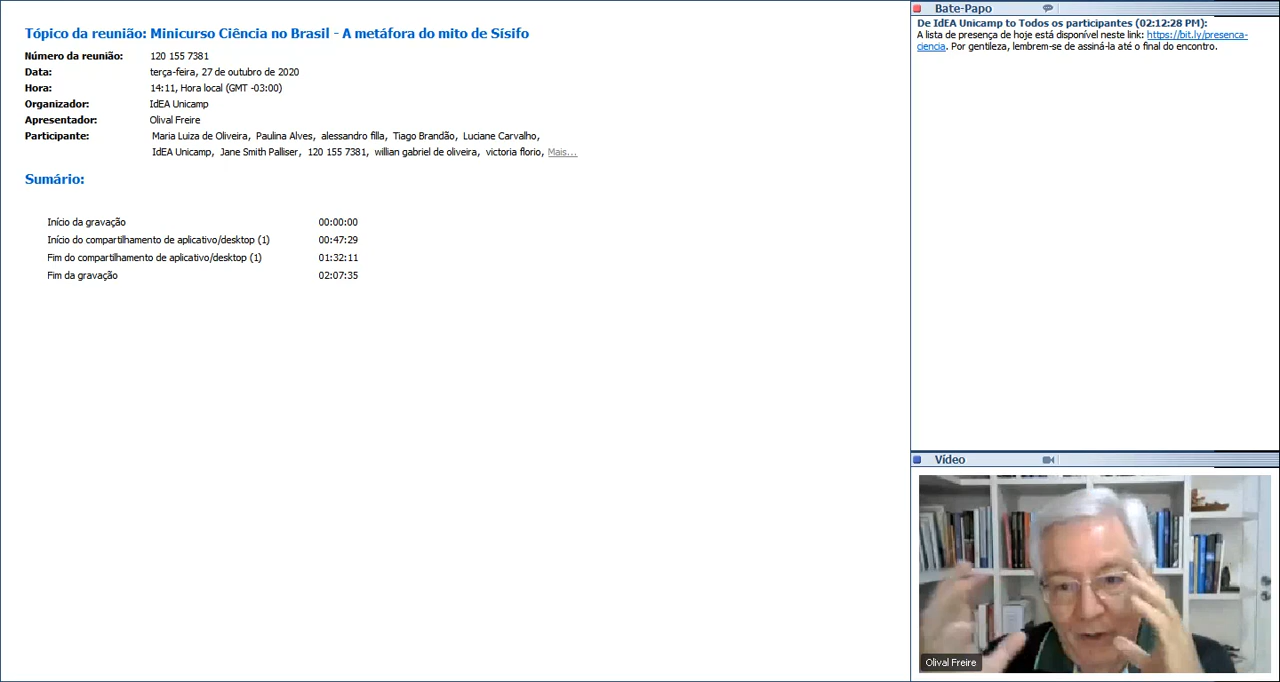 Tópico da reunião: Minicurso Ciência no Brasil - A metáfora do mito de Sísifo
Número da reunião: 120 155 7381
Data: terça-feira, 27 de outubro de 2020
Hora: 14:11, Hora local (GMT -03:00)
Organizador: IdEA Unicamp
Apresentador: Olival Freire
Participante: Maria Luiza de Oliveira, Paulina Alves, alessandro filla, Tiago Brandão, Luciane Carvalho,
IdEA Unicamp, Jane Smith Palliser, 120 155 7381, willian gabriel de oliveira, victoria florio, Mais...
Sumário:
Início da gravação 00:00:00
Início do compartilhamento de aplicativo/desktop (1) 00:47:29
Fim do compartilhamento de aplicativo/desktop (1) 01:32:11
Fim da gravação 02:07:35
Bate-Papo
De IdEA Unicamp to Todos os participantes (02:12:28 PM):
A lista de presença de hoje está disponível neste link: https://bit.ly/presenca-
ciencia. Por gentileza, lembrem-se de assiná-la até o final do encontro.
Vídeo
Olival Freire